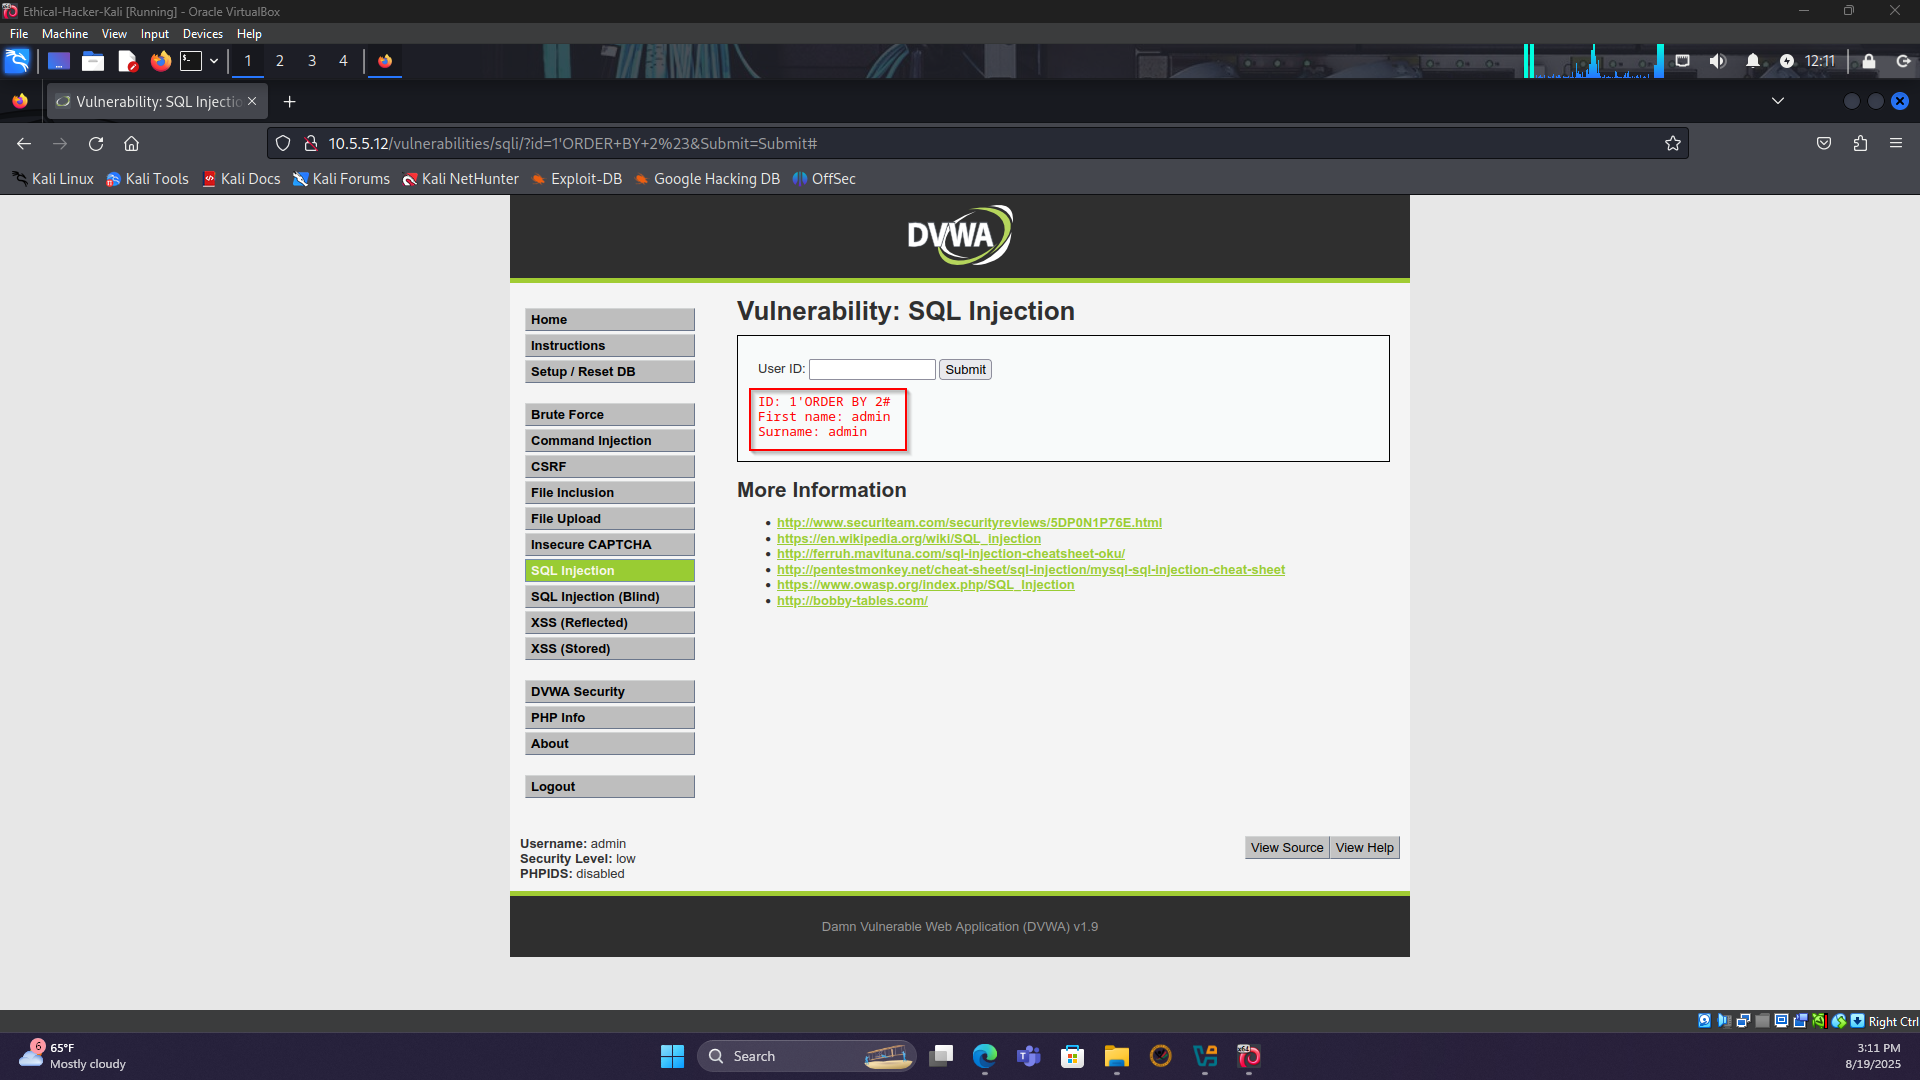 Ethical-Hacker-Kali [Running] - Oracle VirtualBox
File Machine View Input Devices Help
1 2 3 4 12:11
Vulnerability: SQL Injectio
10.5.5.12/vulnerabilities/sqli/?id=1'ORDER+BY+2%23&Submit=Submit#
Kali Linux Kali Tools Kali Docs Kali Forums Kali NetHunter Exploit-DB Google Hacking DB OffSec
DVWA
Home
Instructions
Setup / Reset DB
Brute Force
Command Injection
CSRF
File Inclusion
File Upload
Insecure CAPTCHA
SQL Injection
SQL Injection (Blind)
XSS (Reflected)
XSS (Stored)
DVWA Security
PHP Info
About
Logout
Vulnerability: SQL Injection
User ID: Submit
ID: 1'ORDER BY 2#
First name: admin
Surname: admin
More Information
http://www.securiteam.com/securityreviews/5DP0N1P76E.html
https://en.wikipedia.org/wiki/SQL_injection
http://ferruh.mavituna.com/sql-injection-cheatsheet-oku/
http://pentestmonkey.net/cheat-sheet/sql-injection/mysql-sql-injection-cheat-sheet
https://www.owasp.org/index.php/SQL_Injection
http://bobby-tables.com/
Username: admin
Security Level: low
PHPIDS: disabled
View Source View Help
Damn Vulnerable Web Application (DVWA) v1.9
Right Ctrl
6
65°F
Mostly cloudy
Search
3:11 PM
8/19/2025